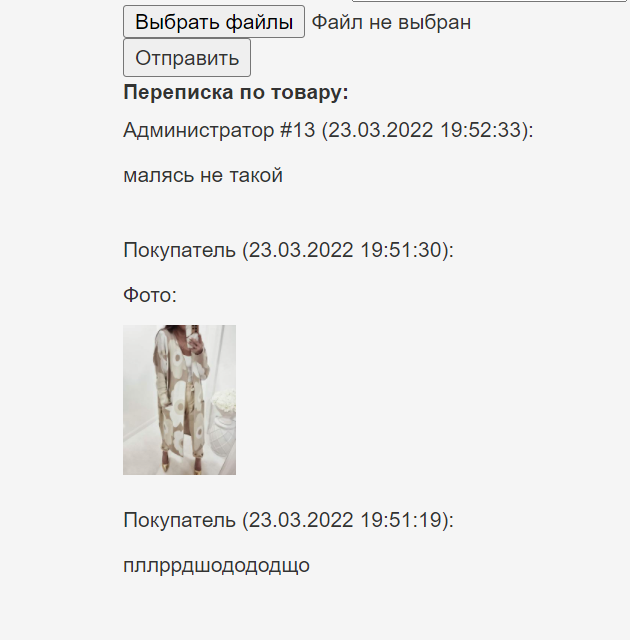 Выбрать файлы Файл не выбран
Отправить
Переписка по товару:
Администратор #13 (23.03.2022 19:52:33):
малясь не такой
Покупатель (23.03.2022 19:51:30):
Фото:
Покупатель (23.03.2022 19:51:19):
пллррдшодододщо